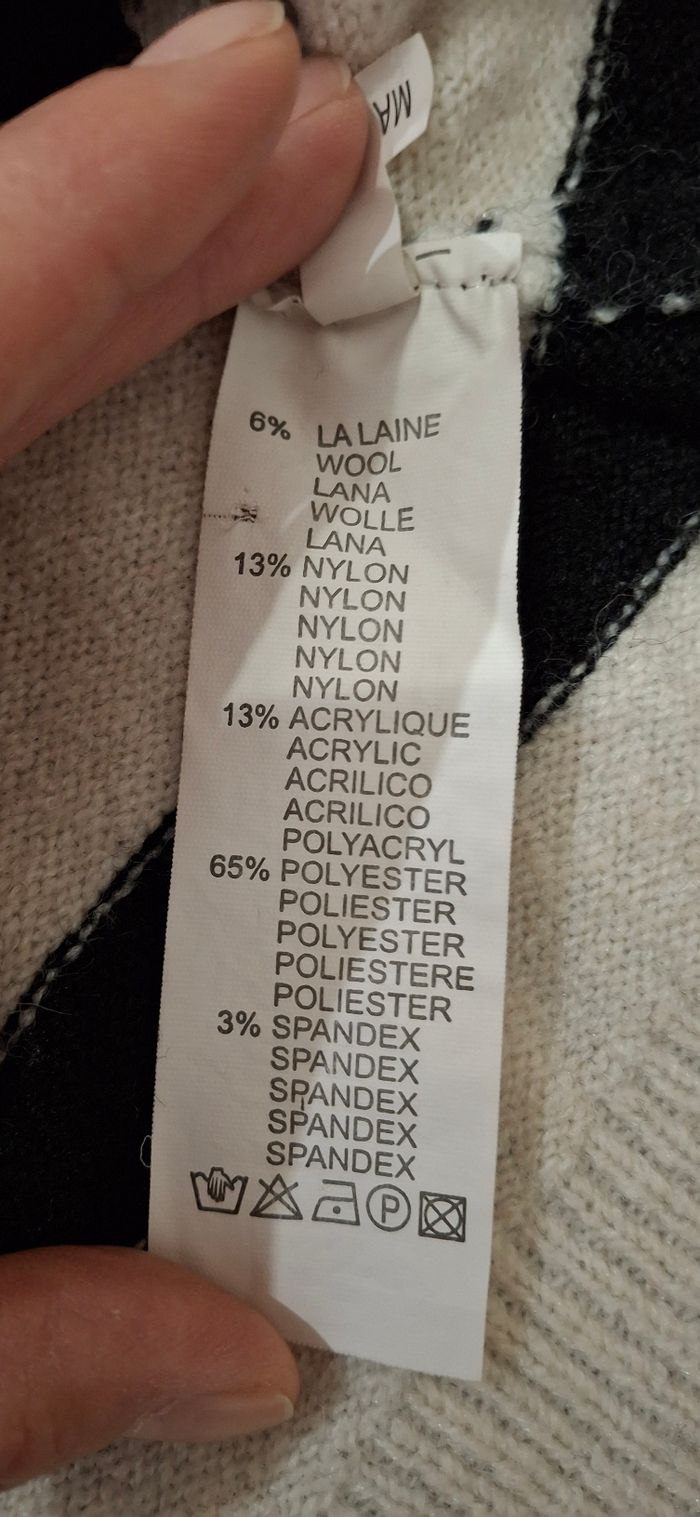 MA
6% LA LAINE
WOOL
LANA
WOLLE
LANA
13% NYLON
NYLON
NYLON
NYLON
NYLON
13% ACRYLIQUE
ACRYLIC
ACRILICO
ACRILICO
POLYACRYL
65% POLYESTER
POLIESTER
POLYESTER
POLIESTERE
POLIESTER
3% SPANDEX
SPANDEX
SPANDEX
SPANDEX
SPANDEX
P